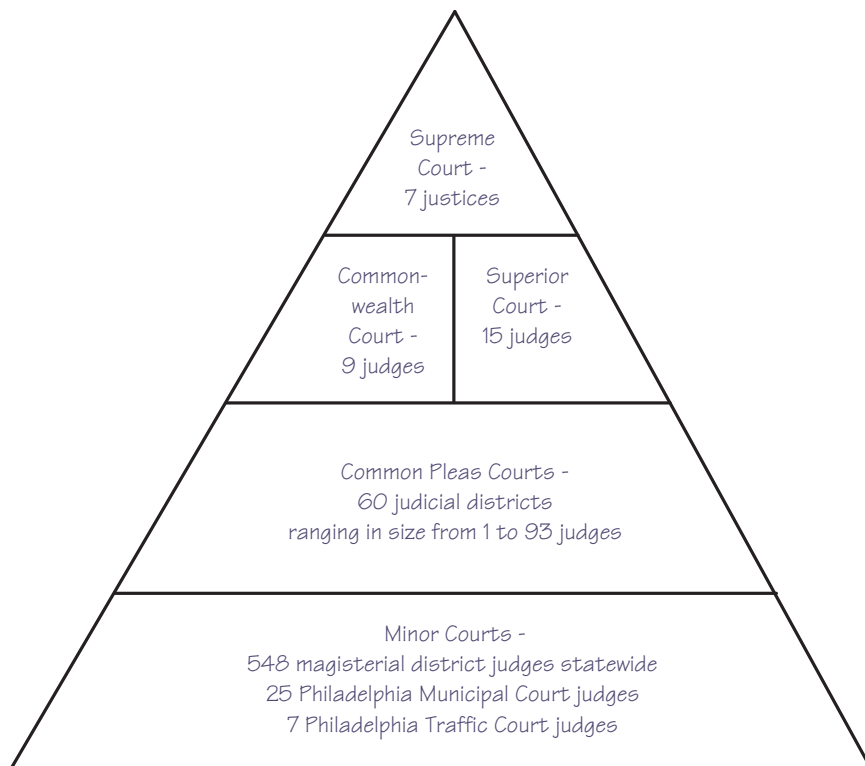 Supreme
Court -
7 justices
Common-
wealth
Court -
9 judges
Superior
Court -
15 judges
Common Pleas Courts -
60 judicial districts
ranging in size from 1 to 93 judges
Minor Courts -
548 magisterial district judges statewide
25 Philadelphia Municipal Court judges
7 Philadelphia Traffic Court judges